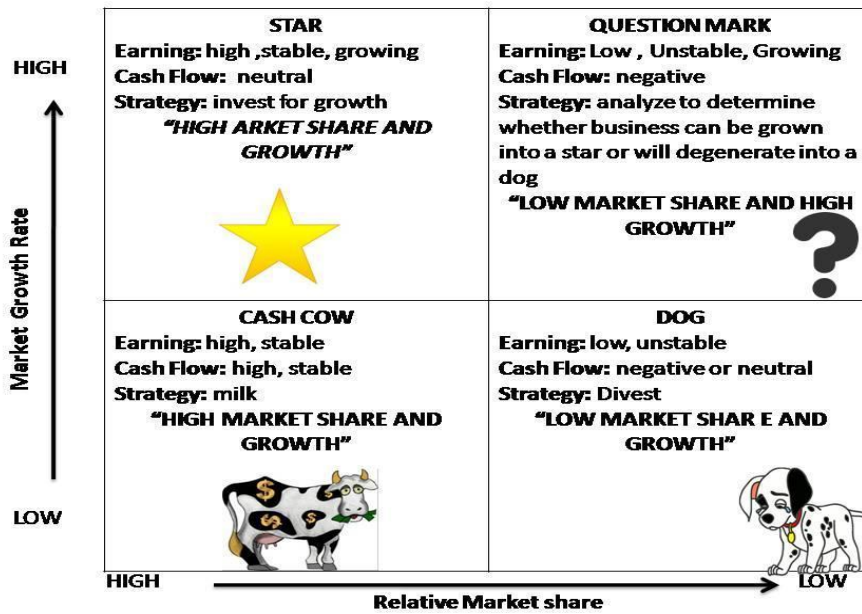 STAR
Earning: high ,stable, growing
Cash Flow: neutral
Strategy: invest for growth
"HIGH ARKET SHARE AND
GROWTH"
QUESTION MARK
Earning: Low , Unstable, Growing
Cash Flow: negative
Strategy: analyze to determine
whether business can be grown
into a star or will degenerate into a
dog
"LOW MARKET SHARE AND HIGH
GROWTH"
?
CASH COW
Earning: high, stable
Cash Flow: high, stable
Strategy: milk
"HIGH MARKET SHARE AND
GROWTH"
$ $ $ $
DOG
Earning: low, unstable
Cash Flow: negative or neutral
Strategy: Divest
"LOW MARKET SHAR E AND
GROWTH"
HIGH
Market Growth Rate
LOW
HIGH
LOW
Relative Market share